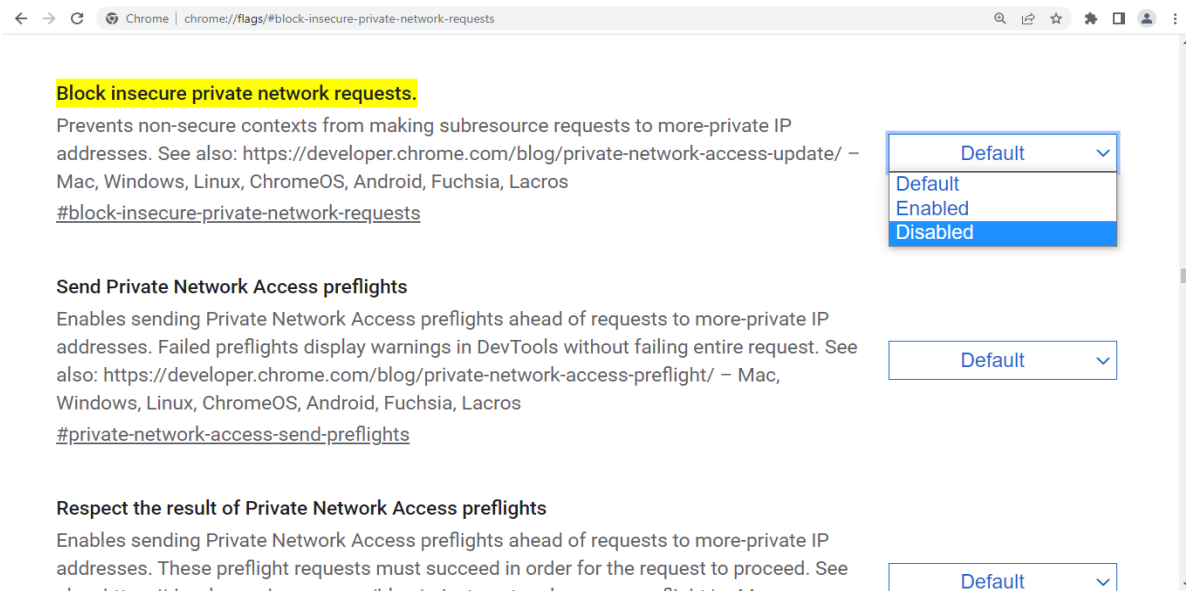 Chrome | chrome://flags/#block-insecure-private-network-requests
Block insecure private network requests.
Prevents non-secure contexts from making subresource requests to more-private IP
addresses. See also: https://developer.chrome.com/blog/private-network-access-update/ –
Mac, Windows, Linux, ChromeOS, Android, Fuchsia, Lacros
#block-insecure-private-network-requests
Default
Default
Enabled
Disabled
Send Private Network Access preflights
Enables sending Private Network Access preflights ahead of requests to more-private IP
addresses. Failed preflights display warnings in DevTools without failing entire request. See
also: https://developer.chrome.com/blog/private-network-access-preflight/ – Mac,
Windows, Linux, ChromeOS, Android, Fuchsia, Lacros
#private-network-access-send-preflights
Default
Respect the result of Private Network Access preflights
Enables sending Private Network Access preflights ahead of requests to more-private IP
addresses. These preflight requests must succeed in order for the request to proceed. See
Default